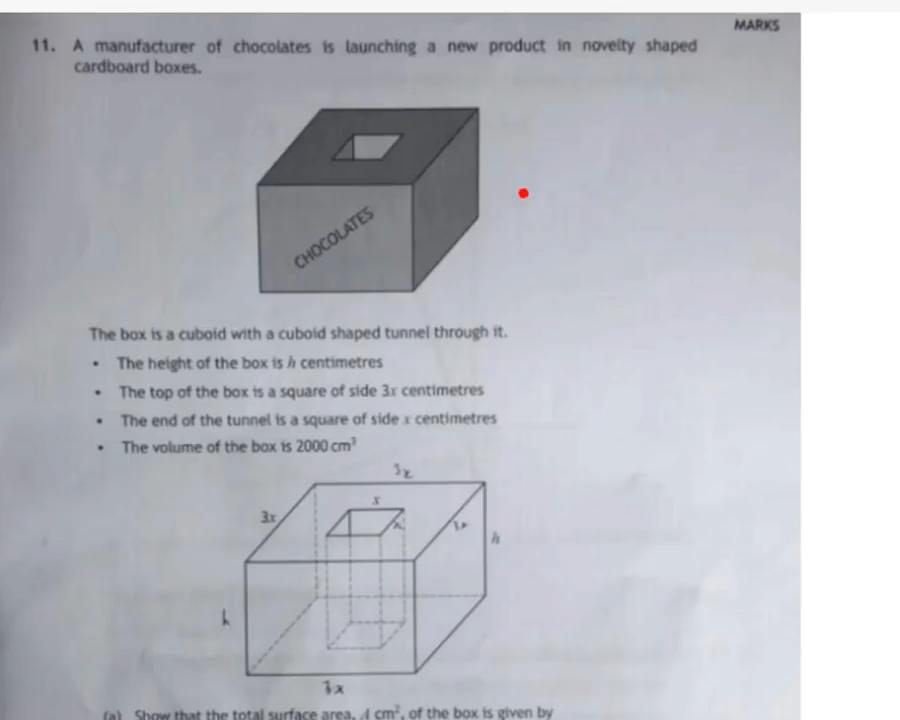 MARKS
11. A manufacturer of chocolates is launching a new product in novelty shaped
cardboard boxes.
CHOCOLATES
The box is a cuboid with a cuboid shaped tunnel through it.
• The height of the box is h centimetres
• The top of the box is a square of side 3x centimetres
• The end of the tunnel is a square of side x centimetres
• The volume of the box is 2000 cm³
3x
x
3x
x
h
h
3x
(a) Show that the total surface area, A cm², of the box is given by